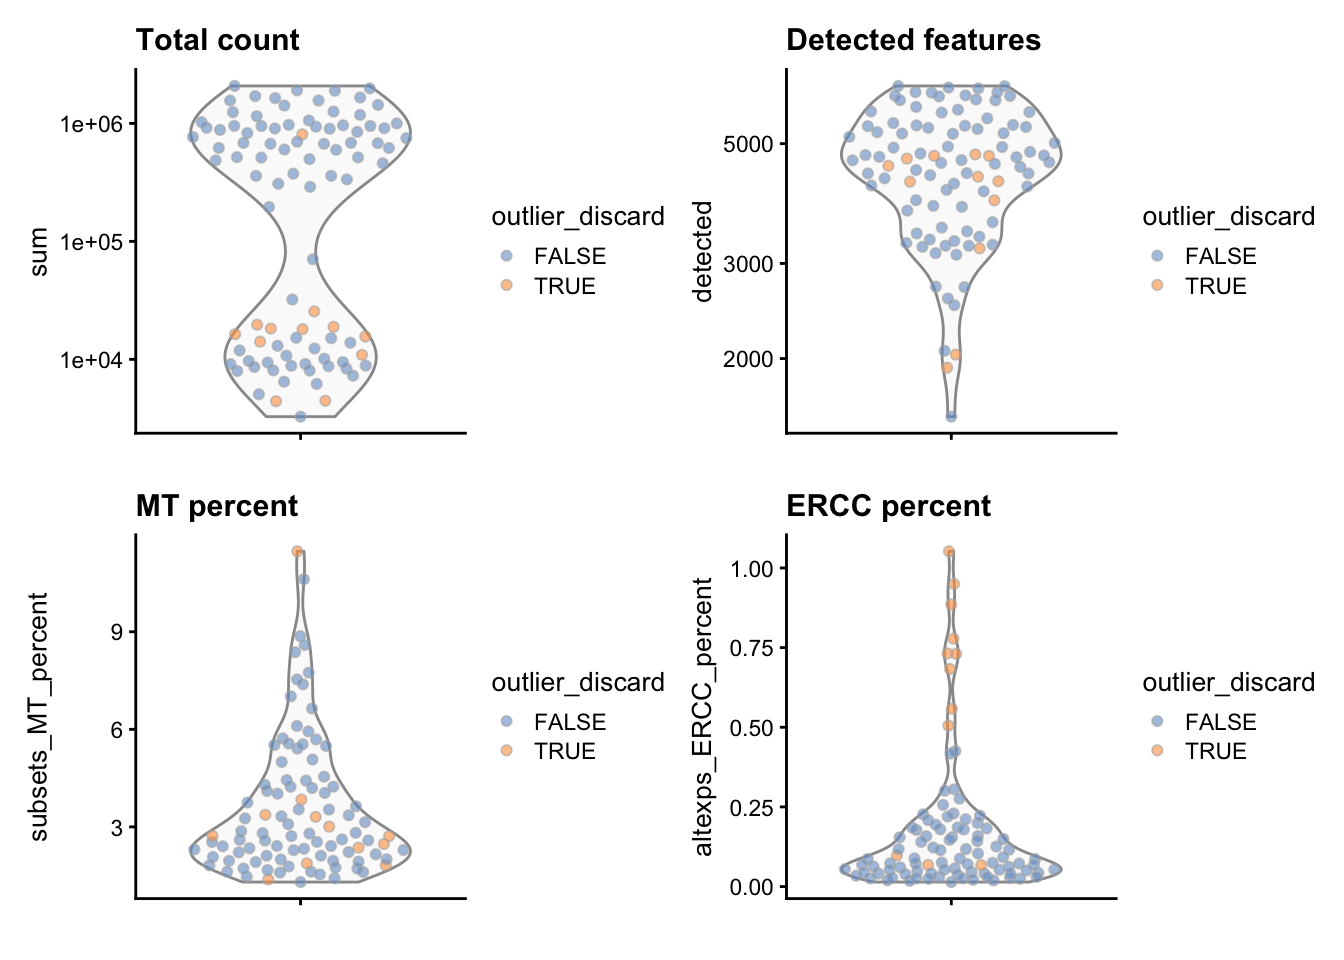 Total count
sum
1e+06
1e+05
1e+04
outlier_discard
FALSE
TRUE
Detected features
detected
5000
3000
2000
outlier_discard
FALSE
TRUE
MT percent
subsets_MT_percent
9
6
3
outlier_discard
FALSE
TRUE
ERCC percent
altexps_ERCC_percent
1.00
0.75
0.50
0.25
0.00
outlier_discard
FALSE
TRUE